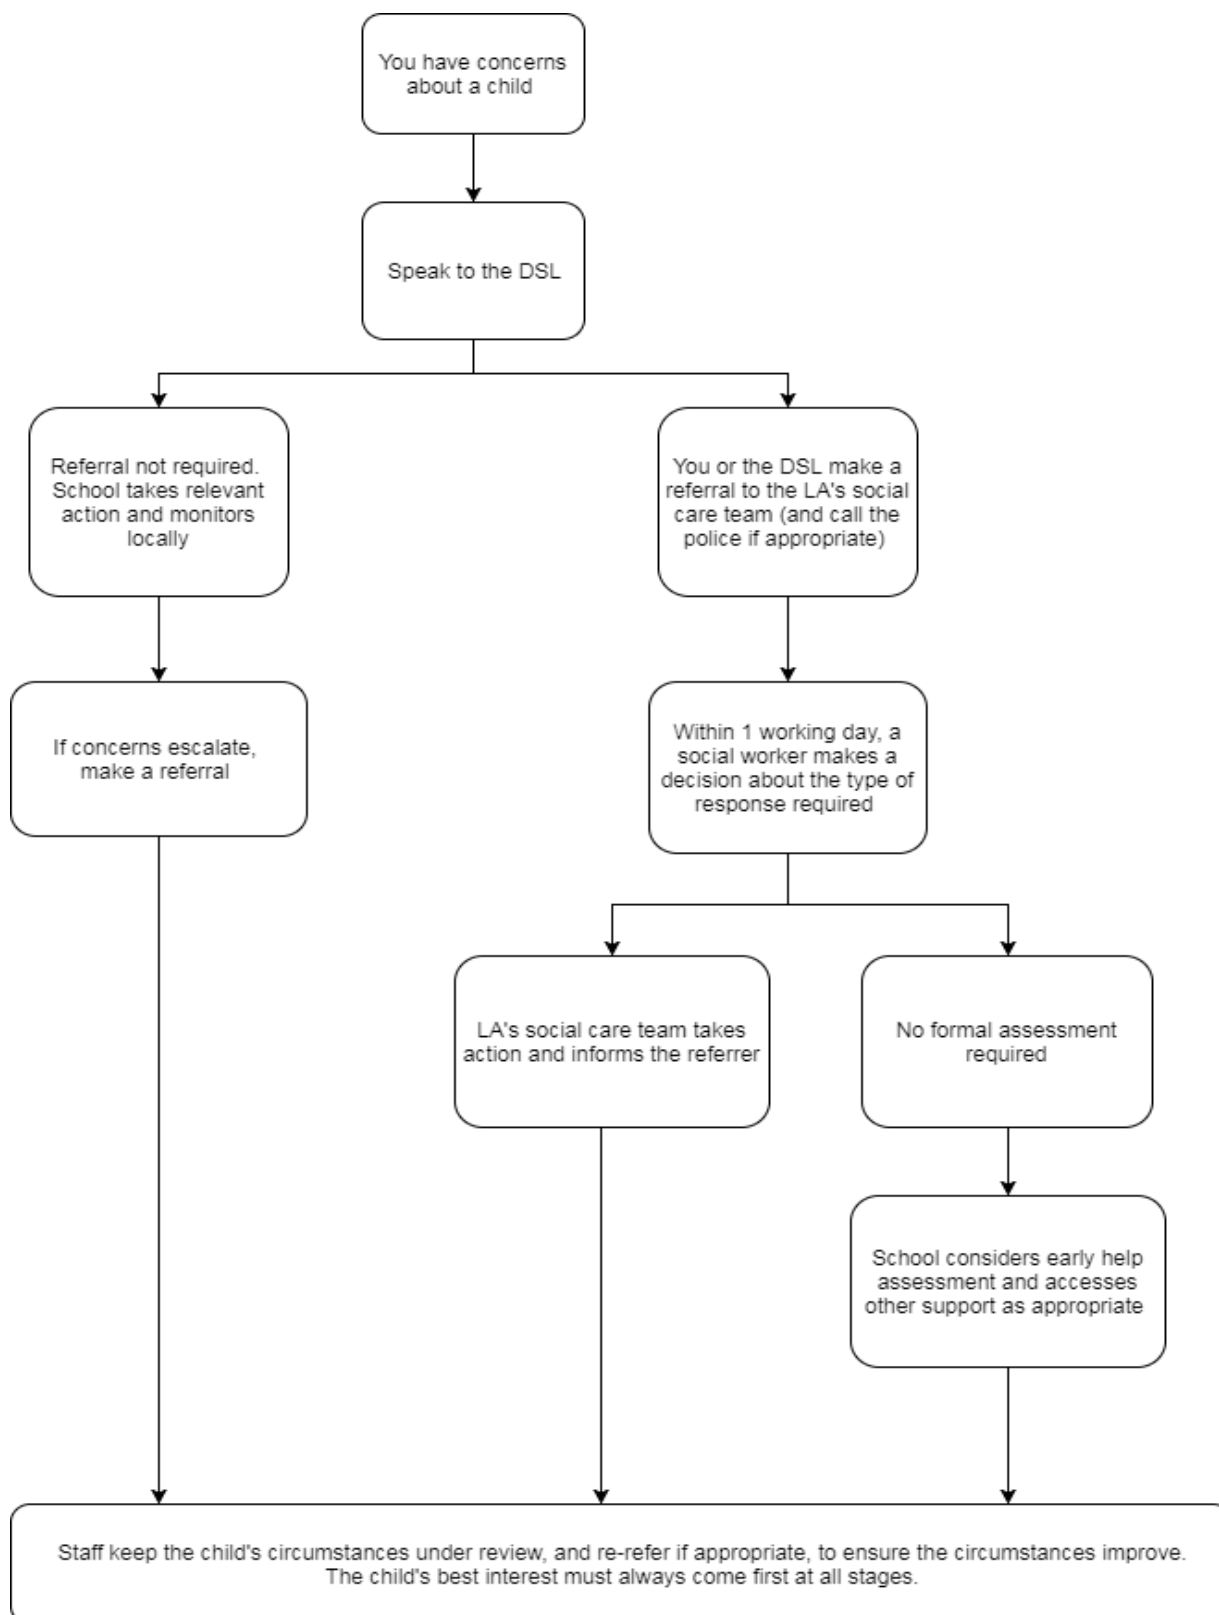 You have concerns
about a child
Speak to the DSL
Referral not required.
School takes relevant
action and monitors
locally
You or the DSL make a
referral to the LA's social
care team (and call the
police if appropriate)
If concerns escalate,
make a referral
Within 1 working day, a
social worker makes a
decision about the type of
response required
LA's social care team takes
action and informs the referrer
No formal assessment
required
School considers early help
assessment and accesses
other support as appropriate
Staff keep the child's circumstances under review, and re-refer if appropriate, to ensure the circumstances improve.
The child's best interest must always come first at all stages.